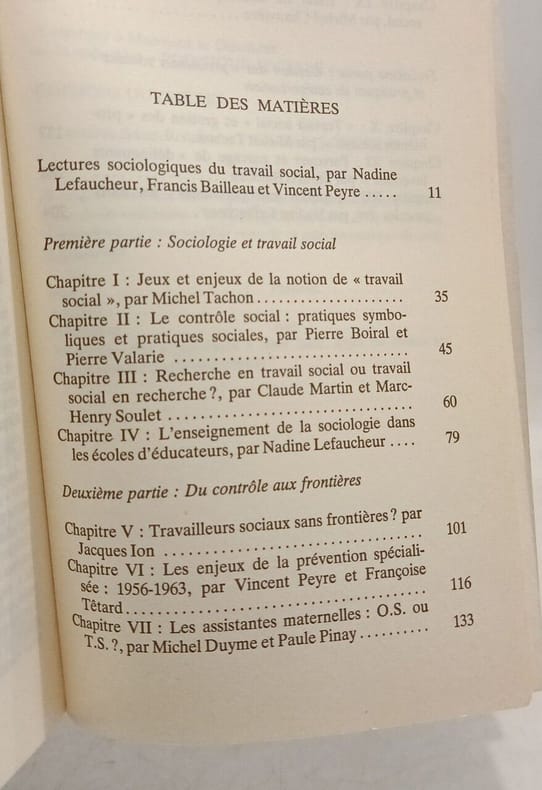 TABLE DES MATIÈRES
Lectures sociologiques du travail social, par Nadine
Lefaucheur, Francis Bailleau et Vincent Peyre ..... 11
Première partie : Sociologie et travail social
Chapitre I : Jeux et enjeux de la notion de « travail
social », par Michel Tachon .................... 35
Chapitre II : Le contrôle social : pratiques symbo-
liques et pratiques sociales, par Pierre Boiral et
Pierre Valarie ................................ 45
Chapitre III : Recherche en travail social ou travail
social en recherche ?, par Claude Martin et Marc-
Henry Soulet ................................. 60
Chapitre IV : L'enseignement de la sociologie dans
les écoles d'éducateurs, par Nadine Lefaucheur .... 79
Deuxième partie : Du contrôle aux frontières
Chapitre V : Travailleurs sociaux sans frontières ? par
Jacques Ion ................................... 101
Chapitre VI : Les enjeux de la prévention spéciali-
sée : 1956-1963, par Vincent Peyre et Françoise
Têtard ......................................... 116
Chapitre VII : Les assistantes maternelles : O.S. ou
T.S. ?, par Michel Duyme et Paule Pinay .......... 133